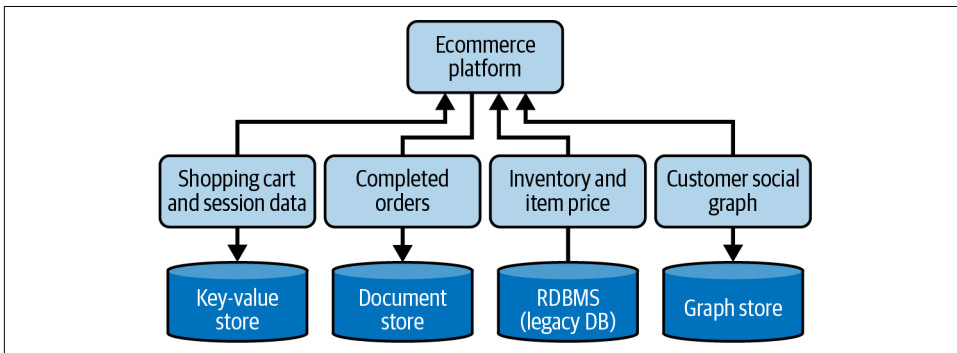 Ecommerce
platform
Shopping cart
and session data
Completed
orders
Inventory and
item price
Customer social
graph
Key-value
store
Document
store
RDBMS
(legacy DB)
Graph store